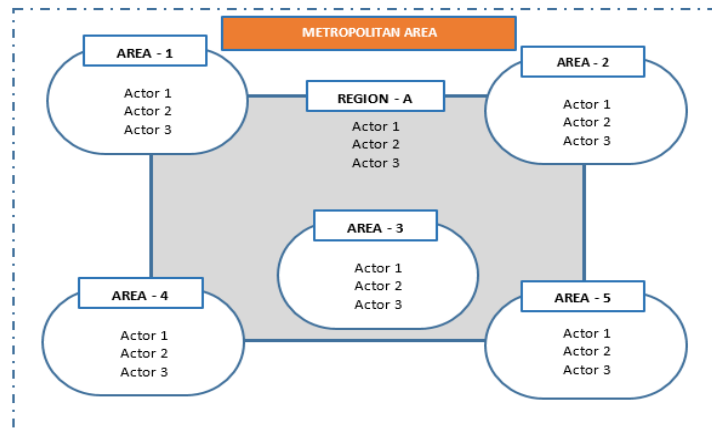 METROPOLITAN AREA
AREA - 1
Actor 1
Actor 2
Actor 3
AREA - 2
Actor 1
Actor 2
Actor 3
REGION - A
Actor 1
Actor 2
Actor 3
AREA - 3
Actor 1
Actor 2
Actor 3
AREA - 4
Actor 1
Actor 2
Actor 3
AREA - 5
Actor 1
Actor 2
Actor 3